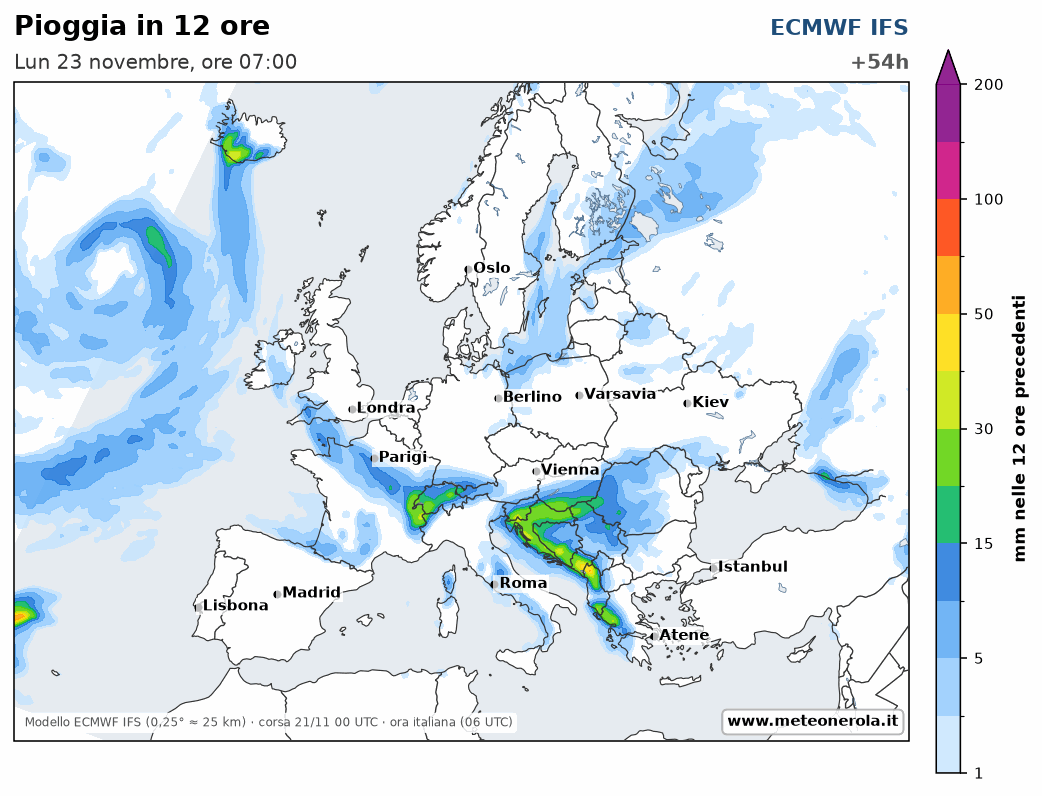 Pioggia in 12 ore
ECMWF IFS
Lun 23 novembre, ore 07:00
+54h
200
100
50
30
15
5
1
mm nelle 12 ore precedenti
Oslo
Berlino
Varsavia
Kiev
Londra
Parigi
Vienna
Istanbul
Roma
Madrid
Lisbona
Atene
Modello ECMWF IFS (0,25° ≈ 25 km) · corsa 21/11 00 UTC · ora italiana (06 UTC)
www.meteonerola.it